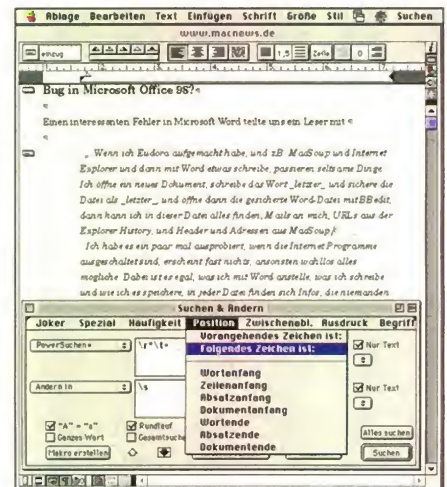 Ablage Bearbeiten Text Einfügen Schrift Größe Stil Suchen
www.macnews.de
einzug 1,5 Zeile 0
Bug in Microsoft Office 98?
Einen interessanten Fehler in Microsoft Word teilte uns ein Leser mit
„ Wenn ich Eudora aufgemacht habe, und z.B MacSoup und Internet
Explorer und dann mit Word etwas schreibe, passieren seltsame Dinge
Ich öffne ein neues Dokument, schreibe das Wort „letzter„ und sichere die
Datei als „letzter„ und öffne dann die gesicherte Word-Datei mit BBedit,
dann kann ich in dieser Datei alles finden, Mails an mich, URLs aus der
Explorer History, und Header und Adressen aus MacSoup!
Ich habe es ein paar mal ausprobiert, wenn die Internet Programme
ausgeschaltet sind, erscheint fast nichts, ansonsten wahllos alles
mögliche Dabei ist es egal, was ich mit Word anstelle, was ich schreibe
und wie ich es speichere, in jeder Datei finden sich Infos, die niemanden
Suchen & Ändern
Joker Spezial Häufigkeit Position Zwischenabl. Ausdruck Begriff
Vorangehendes Zeichen ist:
PowerSuchen+ \r*\t+ Folgendes Zeichen ist: Nur Text
Wortanfang
Zeilenanfang
Ändern in \s Absatzanfang Nur Text
Dokumentanfang
Wortende
"A" = "a" Rundlauf Absatzende Alles suchen
Ganzes Wort Gesamtsuche Dokumentende
Makro erstellen Suchen